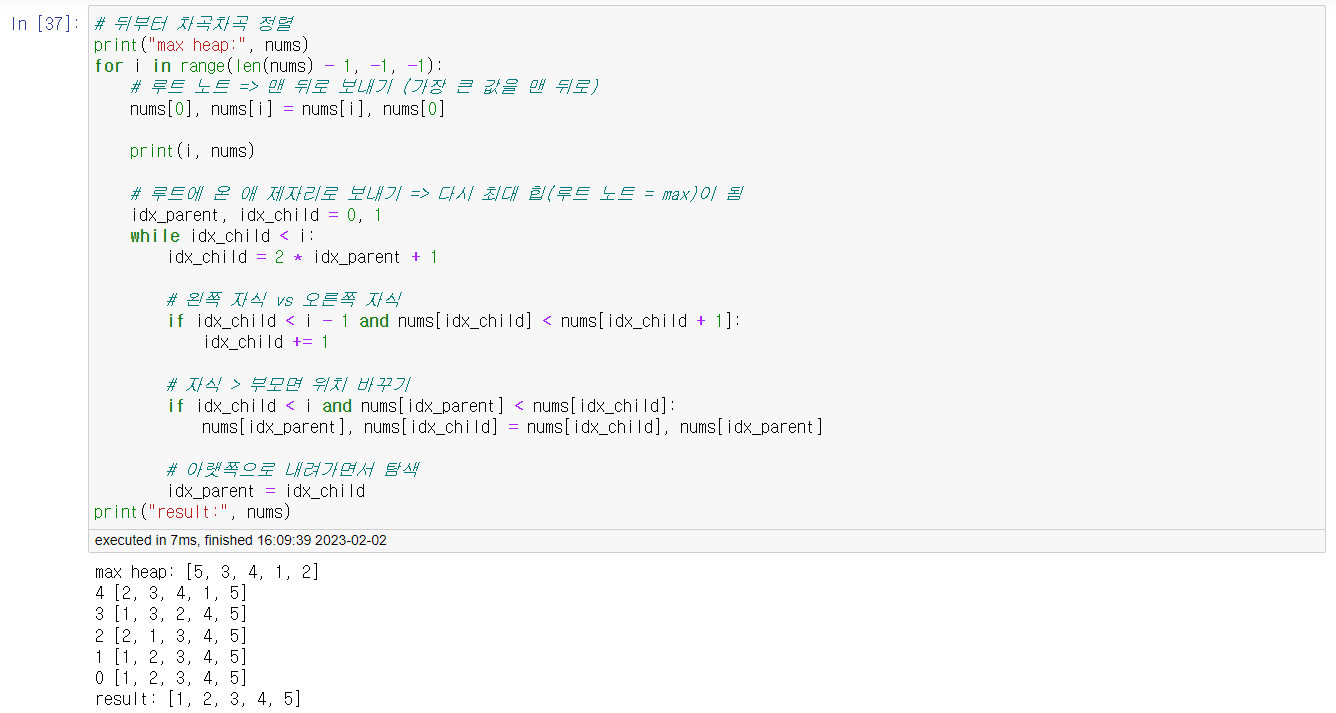 In [37]:
# 뒤부터 차곡차곡 정렬
print("max heap:", nums)
for i in range(len(nums) - 1, -1, -1):
    # 루트 노트 => 맨 뒤로 보내기 (가장 큰 값을 맨 뒤로)
    nums[0], nums[i] = nums[i], nums[0]

    print(i, nums)

    # 루트에 온 애 제자리로 보내기 => 다시 최대 힙(루트 노트 = max)이 됨
    idx_parent, idx_child = 0, 1
    while idx_child < i:
        idx_child = 2 * idx_parent + 1

        # 왼쪽 자식 vs 오른쪽 자식
        if idx_child < i - 1 and nums[idx_child] < nums[idx_child + 1]:
            idx_child += 1

        # 자식 > 부모면 위치 바꾸기
        if idx_child < i and nums[idx_parent] < nums[idx_child]:
            nums[idx_parent], nums[idx_child] = nums[idx_child], nums[idx_parent]

        # 아랫쪽으로 내려가면서 탐색
        idx_parent = idx_child
print("result:", nums)
executed in 7ms, finished 16:09:39 2023-02-02
max heap: [5, 3, 4, 1, 2]
4 [2, 3, 4, 1, 5]
3 [1, 3, 2, 4, 5]
2 [2, 1, 3, 4, 5]
1 [1, 2, 3, 4, 5]
0 [1, 2, 3, 4, 5]
result: [1, 2, 3, 4, 5]